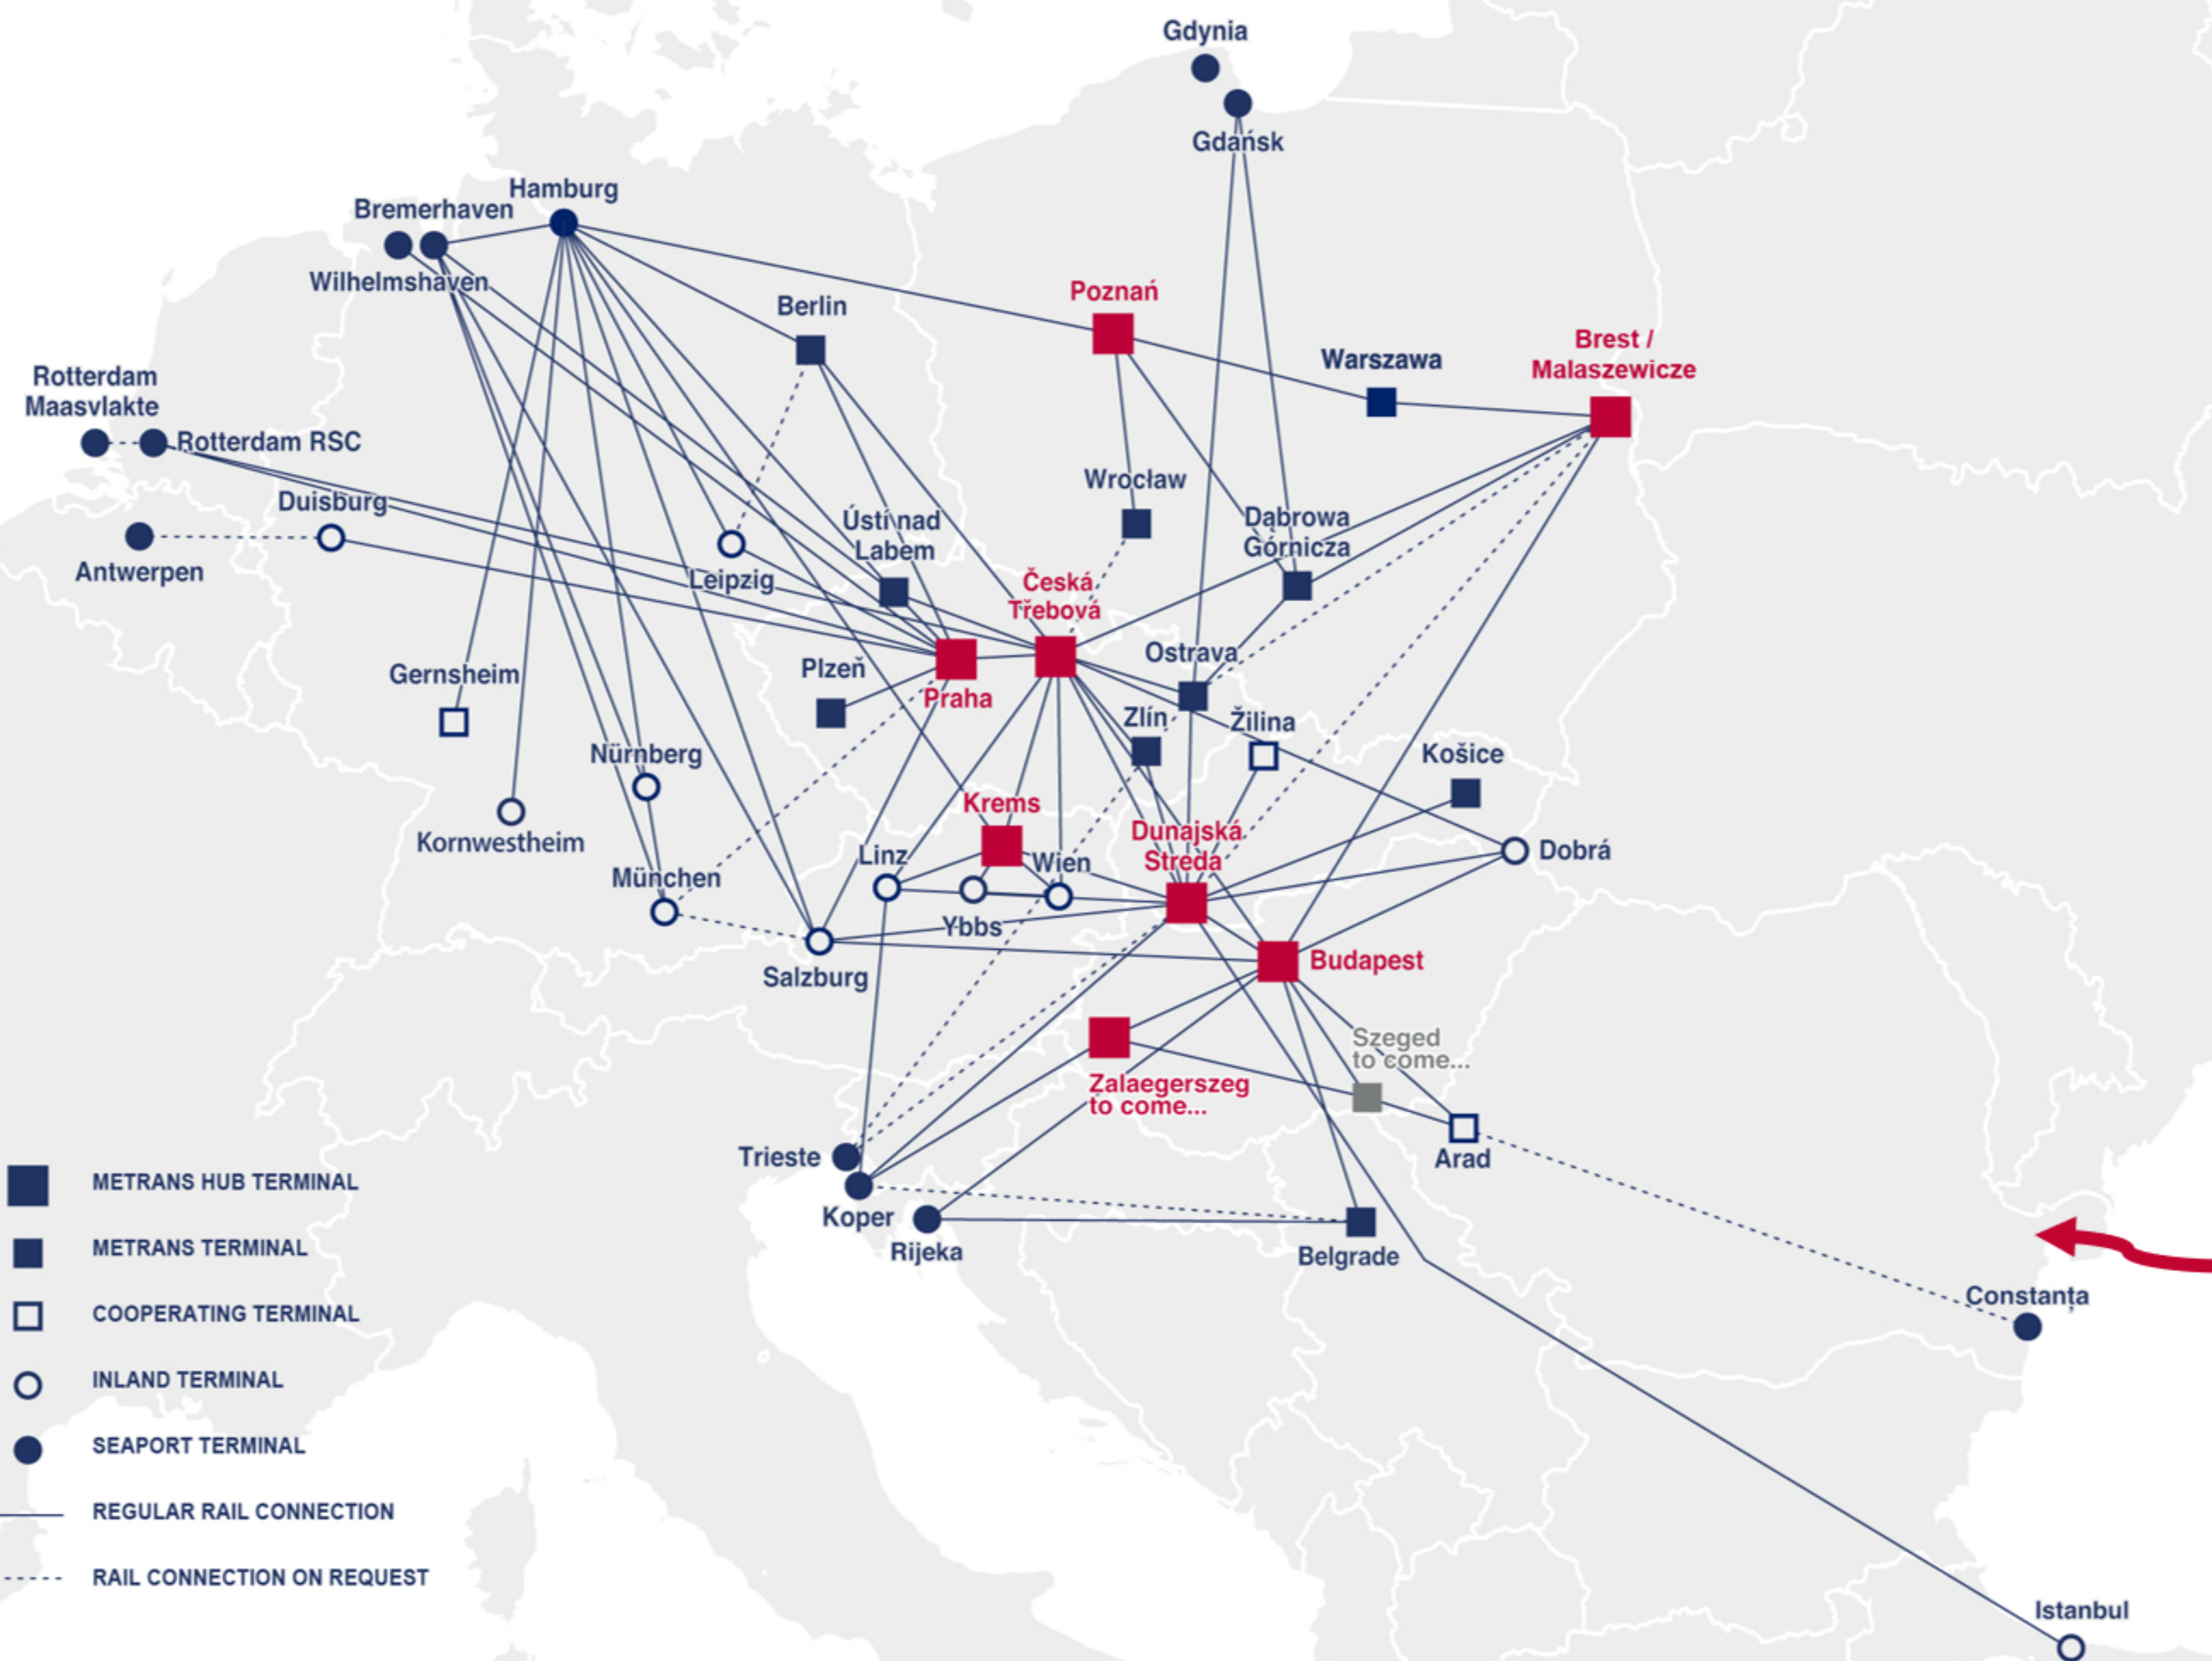 Gdynia
Gdańsk
Hamburg
Bremerhaven
Wilhelmshaven
Berlin
Poznań
Brest /
Malaszewicze
Warszawa
Rotterdam
Maasvlakte
Rotterdam RSC
Wrocław
Duisburg
Ústí nad
Labem
Dąbrowa
Górnicza
Antwerpen
Leipzig
Česká
Třebová
Ostrava
Gernsheim
Plzeň
Praha
Zlín
Žilina
Nürnberg
Košice
Krems
Kornwestheim
Dunajská
Streda
Linz
Wien
Dobrá
München
Ybbs
Salzburg
Budapest
Szeged
to come...
Zalaegerszeg
to come...
Trieste
Arad
Koper
Rijeka
Belgrade
Constanța
Istanbul
METRANS HUB TERMINAL
METRANS TERMINAL
COOPERATING TERMINAL
INLAND TERMINAL
SEAPORT TERMINAL
REGULAR RAIL CONNECTION
RAIL CONNECTION ON REQUEST